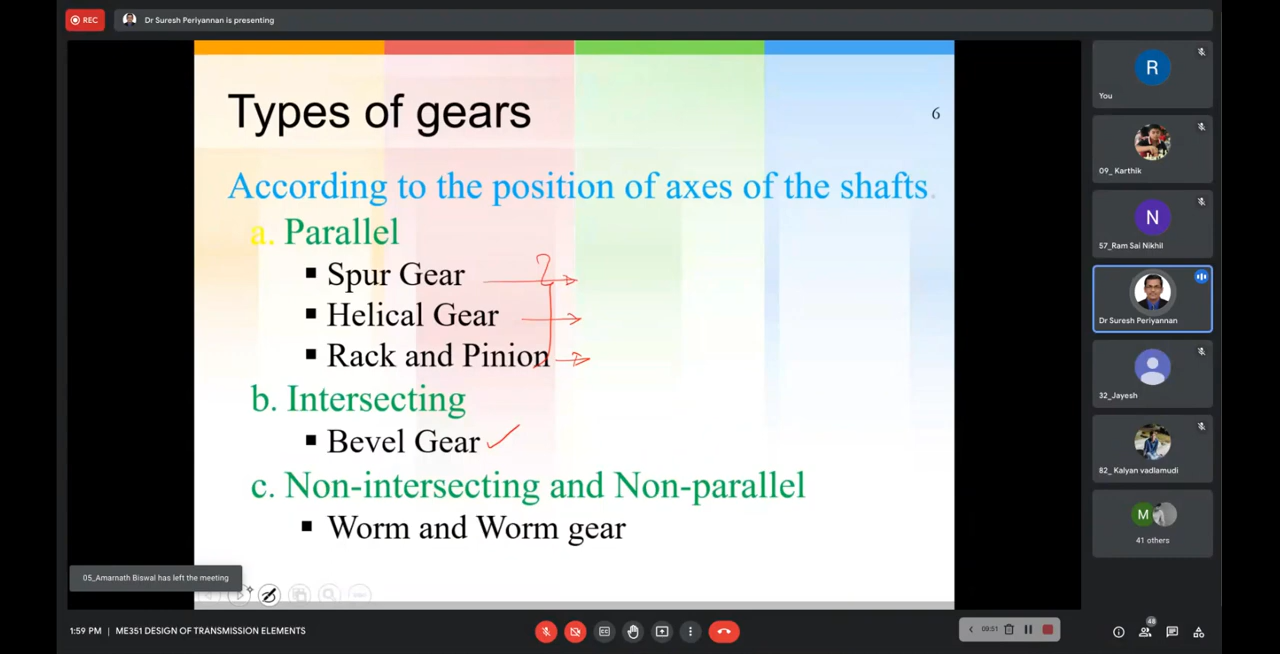 REC
Dr Suresh Periyannan is presenting
Types of gears
6
According to the position of axes of the shafts.
a. Parallel
▪ Spur Gear
▪ Helical Gear
▪ Rack and Pinion
b. Intersecting
▪ Bevel Gear
c. Non-intersecting and Non-parallel
▪ Worm and Worm gear
05_Amarnath Biswal has left the meeting
R
You
09_ Karthik
N
57_Ram Sai Nikhil
Dr Suresh Periyannan
32_Jayesh
82_ Kalyan vadlamudi
M
41 others
1:59 PM | ME351 DESIGN OF TRANSMISSION ELEMENTS
CC
48